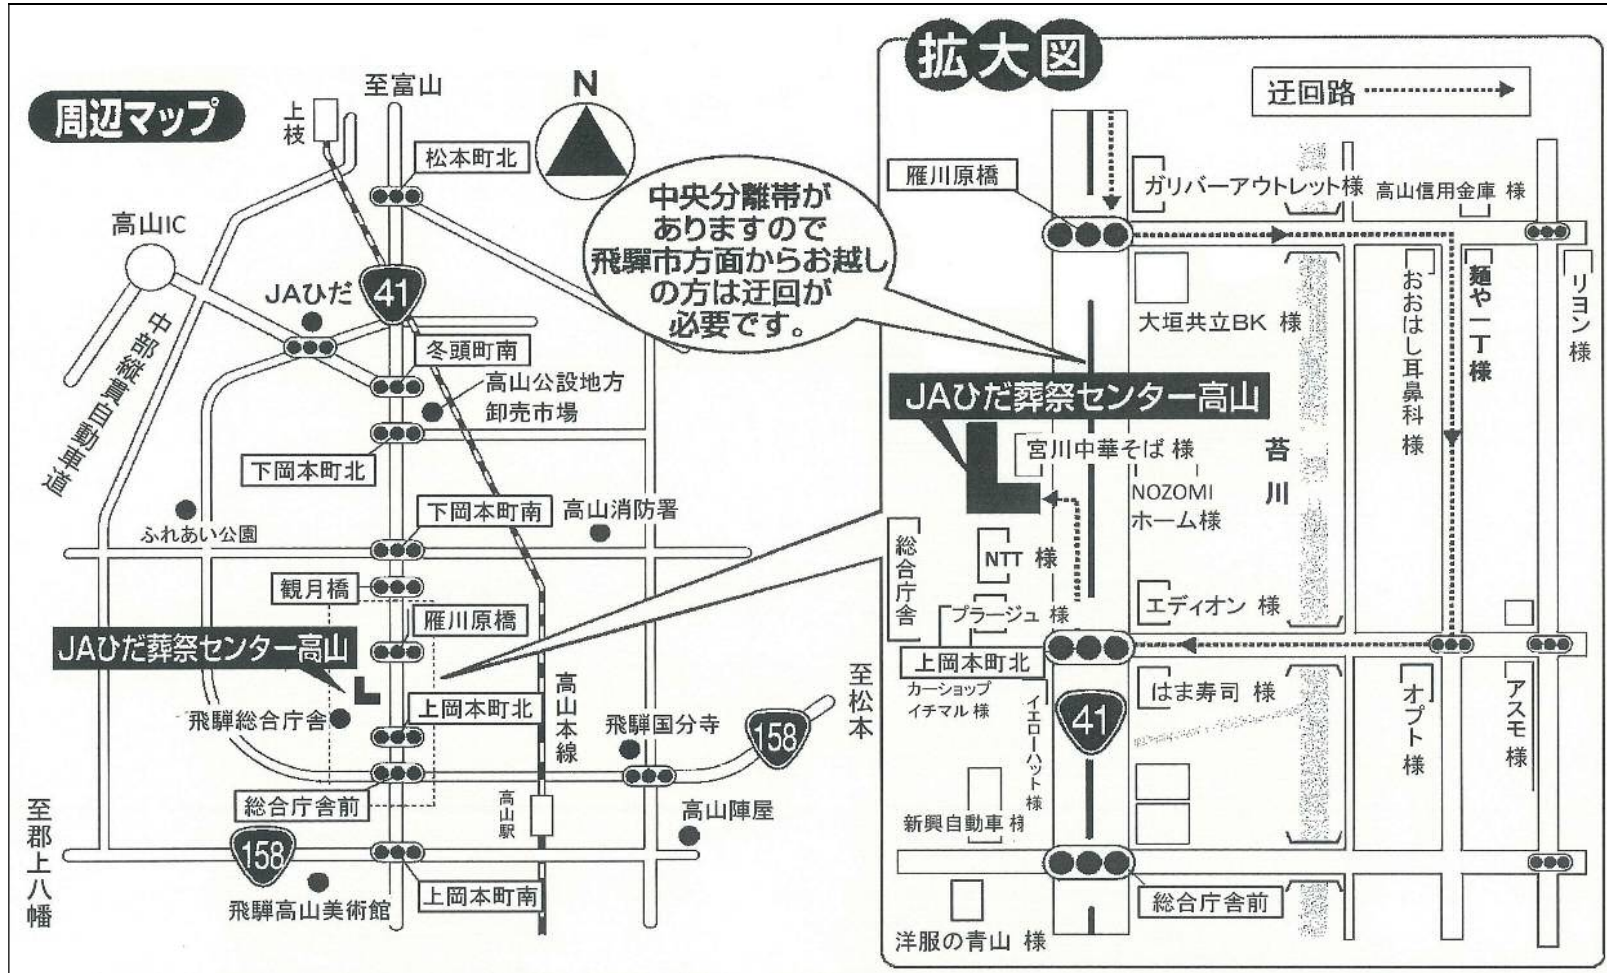 周辺マップ
至富山
上枝
N
松本町北
高山IC
JAひだ
41
中部縦貫自動車道
冬頭町南
高山公設地方
卸売市場
下岡本町北
下岡本町南
高山消防署
ふれあい公園
観月橋
雁川原橋
JAひだ葬祭センター高山
飛騨総合庁舎
上岡本町北
高山本線
至松本
飛騨国分寺
158
総合庁舎前
高山駅
高山陣屋
至郡上八幡
158
上岡本町南
飛騨高山美術館
中央分離帯が
ありますので
飛騨市方面からお越し
の方は迂回が
必要です。
拡大図
迂回路
雁川原橋
ガリバーアウトレット様
高山信用金庫 様
大垣共立BK 様
おおはし耳鼻科 様
麺や一丁 様
リヨン 様
JAひだ葬祭センター高山
宮川中華そば 様
苔川
NOZOMI
ホーム様
総合庁舎
NTT 様
プラージュ 様
エディオン 様
上岡本町北
カーショップ
イチマル 様
イエローハット 様
41
はま寿司 様
オプト 様
アスモ 様
新興自動車 様
総合庁舎前
洋服の青山 様